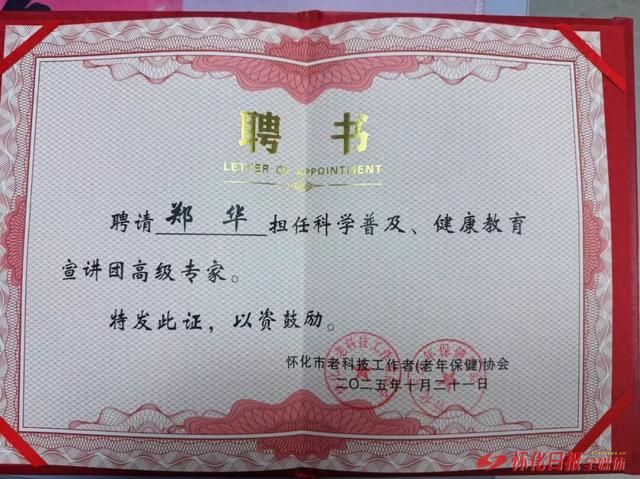 聘书
LETTER OF APPOINTMENT
聘请 郑 华 担任科学普及、健康教育
宣讲团高级专家。
特发此证，以资鼓励。
怀化市老科技工作者(老年保健)协会
二〇二五年十月二十一日
怀化日报全媒体